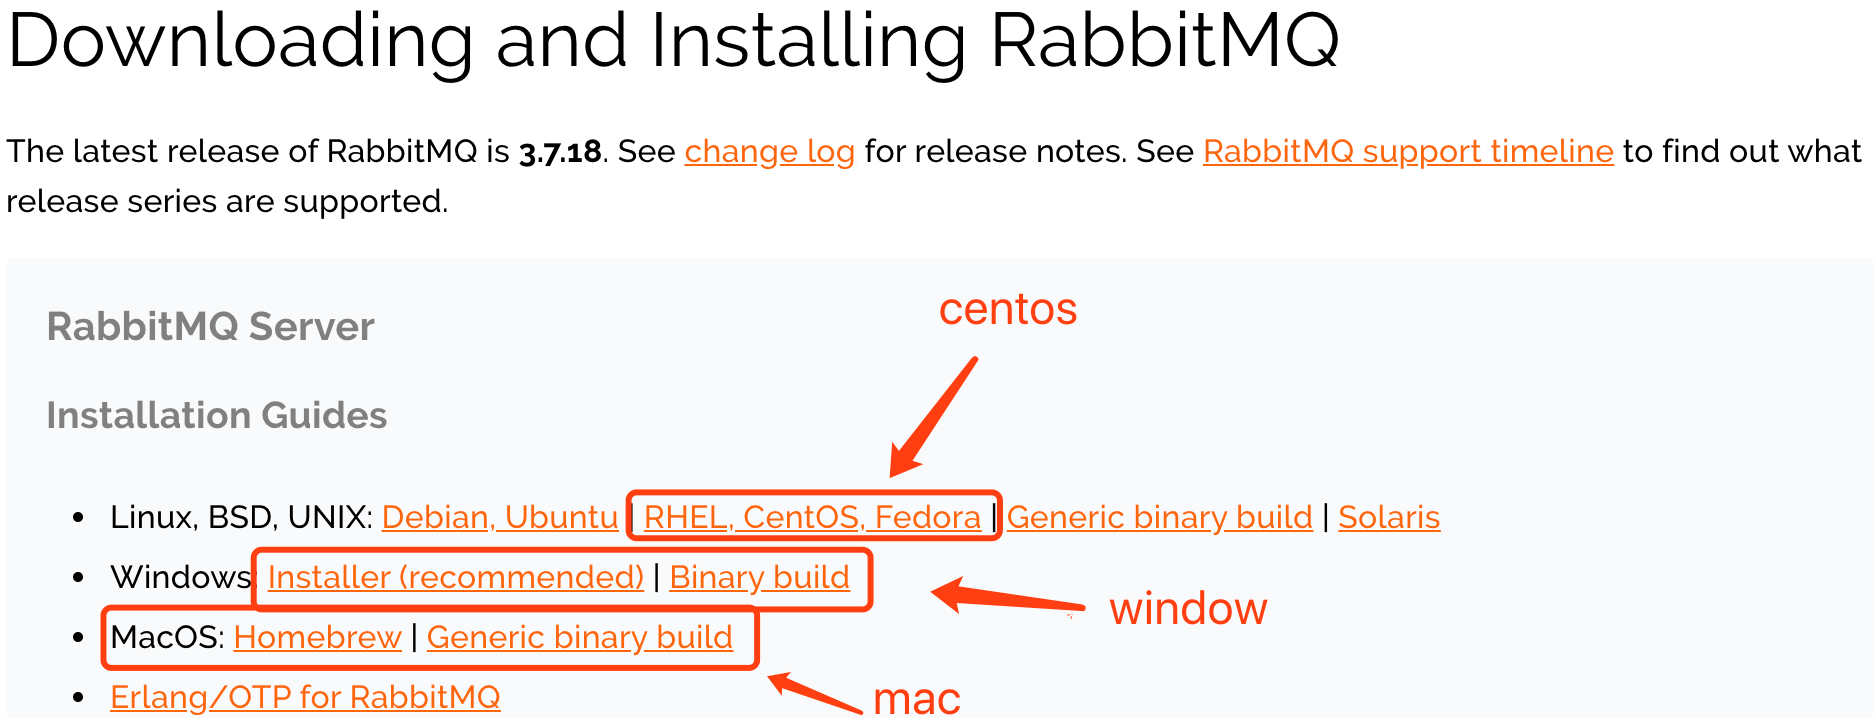 Downloading and Installing RabbitMQ
The latest release of RabbitMQ is 3.7.18. See change log for release notes. See RabbitMQ support timeline to find out what
release series are supported.
RabbitMQ Server
centos
Installation Guides
Linux, BSD, UNIX: Debian, Ubuntu | RHEL, CentOS, Fedora | Generic binary build | Solaris
Windows: Installer (recommended) | Binary build
window
MacOS: Homebrew | Generic binary build
Erlang/OTP for RabbitMQ
mac